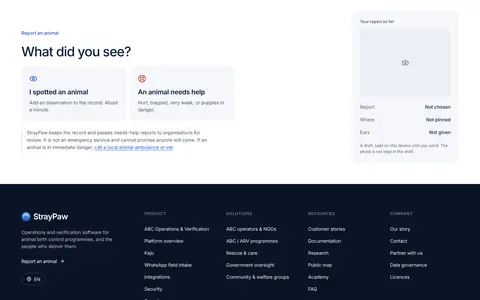 Report an animal
What did you see?
I spotted an animal
Add an observation to the record. About
a minute.
An animal needs help
Hurt, trapped, very weak, or puppies in
danger.
StrayPaw keeps the record and passes needs-help reports to organisations for
review. It is not an emergency service and cannot promise anyone will come. If an
animal is in immediate danger, call a local animal ambulance or vet.
Your report so far
Report Not chosen
Where Not pinned
Ears Not given
A draft, kept on this device until you send. The
photo is not kept in the draft.
StrayPaw
Operations and verification software for
animal birth control programmes, and the
people who deliver them.
Report an animal →
EN
PRODUCT
ABC Operations & Verification
Platform overview
Kaju
WhatsApp field intake
Integrations
Security
SOLUTIONS
ABC operators & NGOs
ABC / ARV programmes
Rescue & care
Government oversight
Community & welfare groups
RESOURCES
Customer stories
Documentation
Research
Public map
Academy
FAQ
COMPANY
Our story
Contact
Partner with us
Data governance
Licences